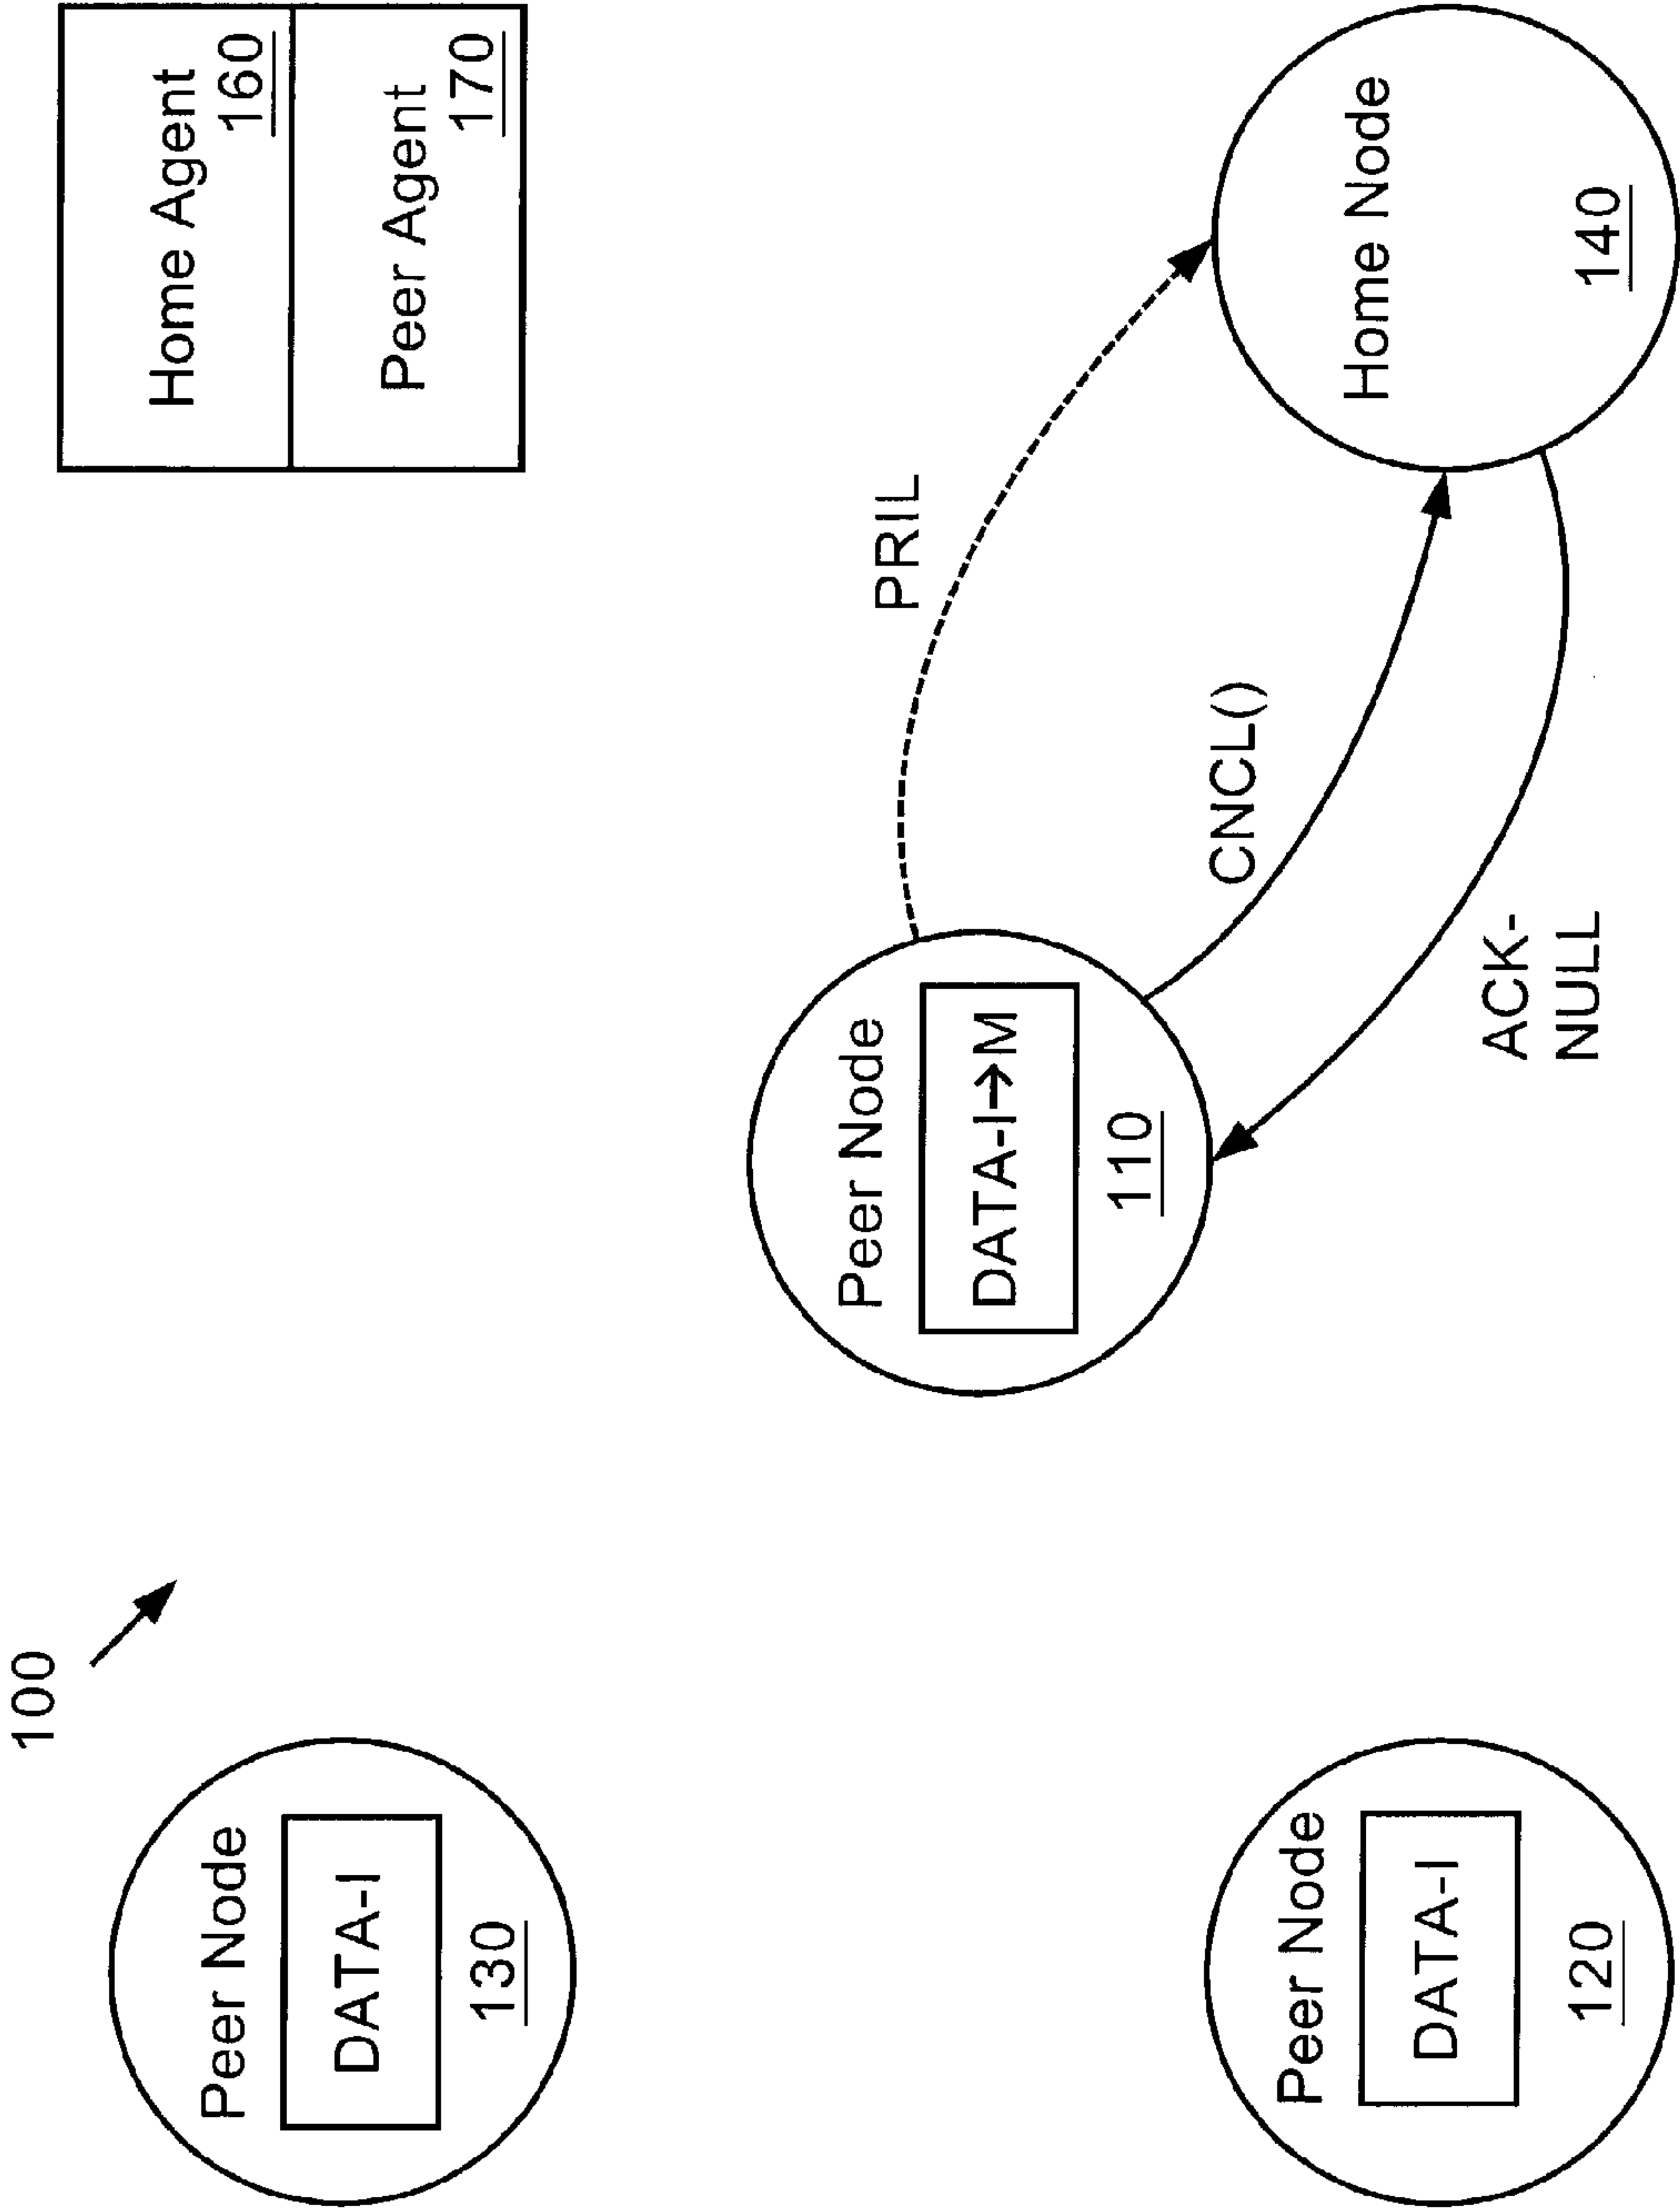 100
Peer Node
DATA-I
130
Home Agent
160
Peer Agent
170
Peer Node
DATA-I→M
110
PRIL
CNCL()
ACK-
NULL
Home Node
140
Peer Node
DATA-I
120